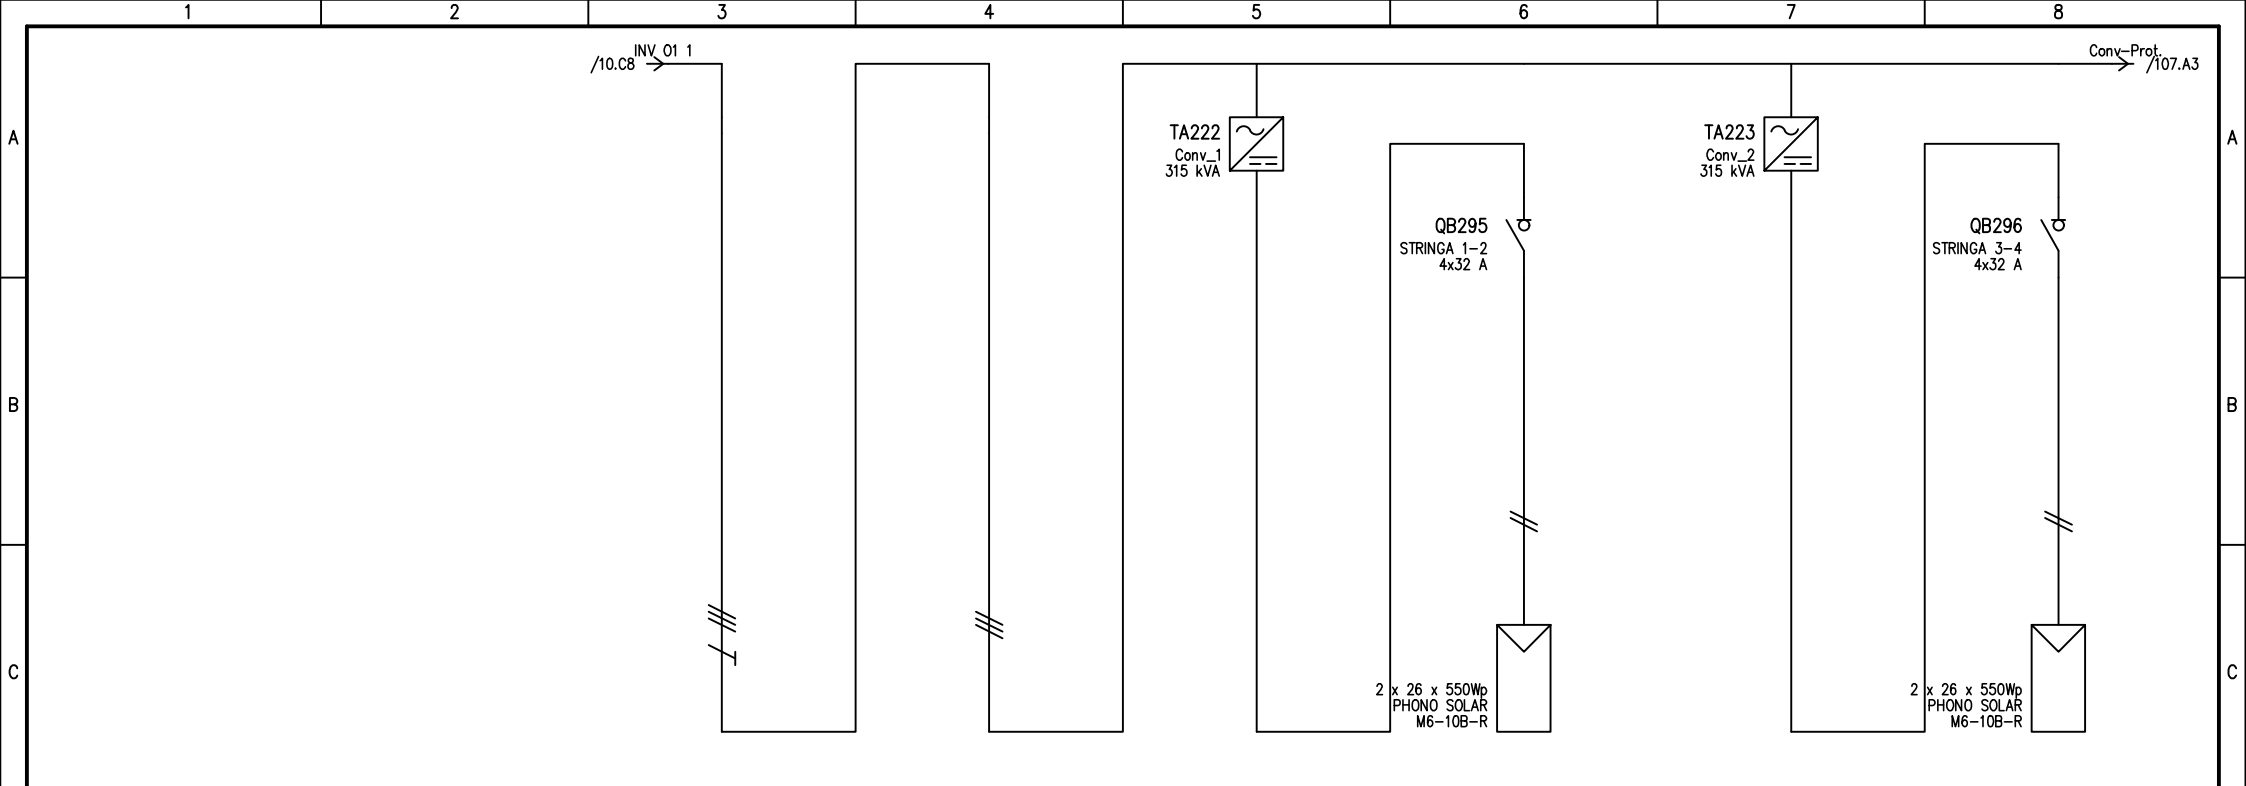 1 2 3 4 5 6 7 8
INV 01 1
/10.C8
Conv-Prot.
/107.A3
A A
TA222
Conv_1
315 kVA
TA223
Conv_2
315 kVA
QB295
STRINGA 1-2
4x32 A
QB296
STRINGA 3-4
4x32 A
B B
C C
2 x 26 x 550Wp
PHONO SOLAR
M6-10B-R
2 x 26 x 550Wp
PHONO SOLAR
M6-10B-R